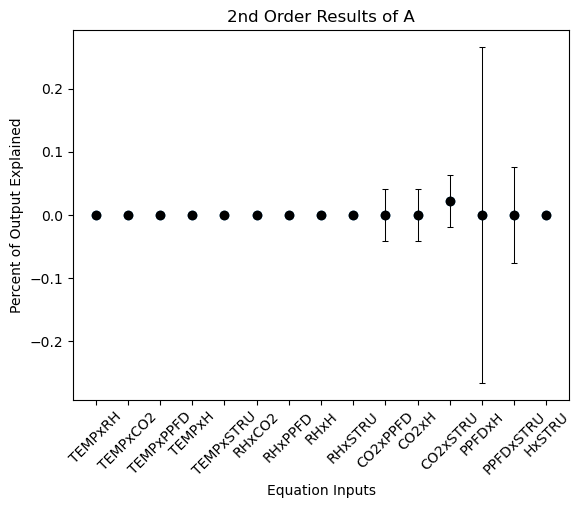 2nd Order Results of A
Percent of Output Explained
0.2
0.1
0.0
−0.1
−0.2
TEMPxRH
TEMPxCO2
TEMPxPPFD
TEMPxH
TEMPxSTRU
RHxCO2
RHxPPFD
RHxH
RHxSTRU
CO2xPPFD
CO2xH
CO2xSTRU
PPFDxH
PPFDxSTRU
HxSTRU
Equation Inputs